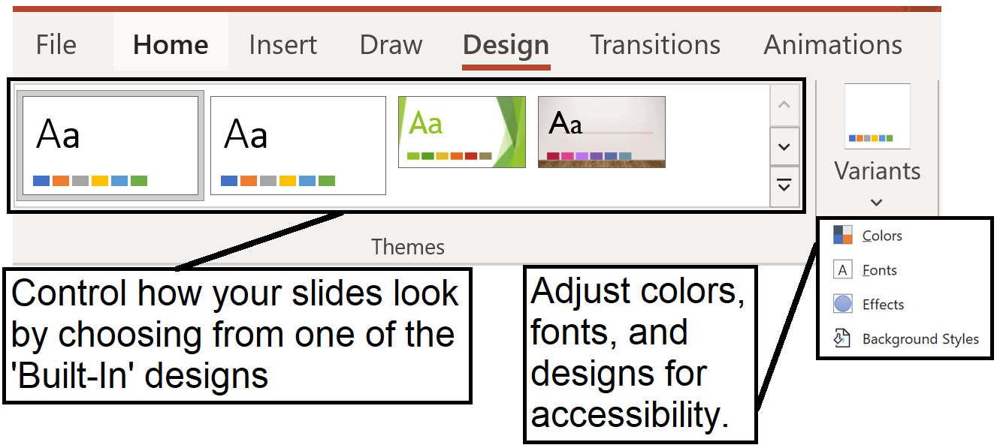 File Home Insert Draw Design Transitions Animations
Aa Aa Aa Aa
Variants
Themes
Colors
Fonts
Effects
Background Styles
Control how your slides look
by choosing from one of the
'Built-In' designs
Adjust colors,
fonts, and
designs for
accessibility.